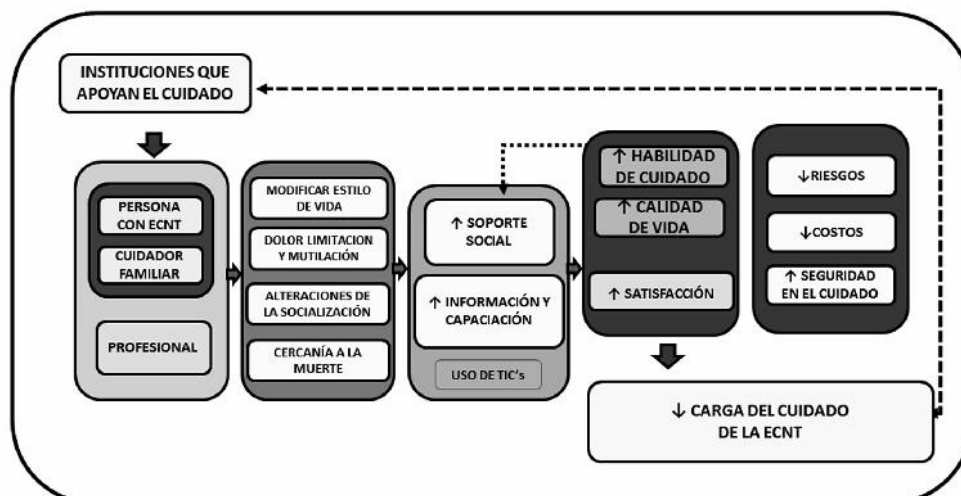 INSTITUCIONES QUE
APOYAN EL CUIDADO
PERSONA
CON ECNT
CUIDADOR
FAMILIAR
PROFESIONAL
MODIFICAR ESTILO
DE VIDA
DOLOR LIMITACION
Y MUTILACIÓN
ALTERACIONES DE
LA SOCIALIZACIÓN
CERCANÍA A LA
MUERTE
↑ SOPORTE
SOCIAL
↑ INFORMACIÓN Y
CAPACIACIÓN
USO DE TIC's
↑ HABILIDAD
DE CUIDADO
↑ CALIDAD
DE VIDA
↑ SATISFACCIÓN
↓RIESGOS
↓COSTOS
↑ SEGURIDAD
EN EL CUIDADO
↓ CARGA DEL CUIDADO
DE LA ECNT